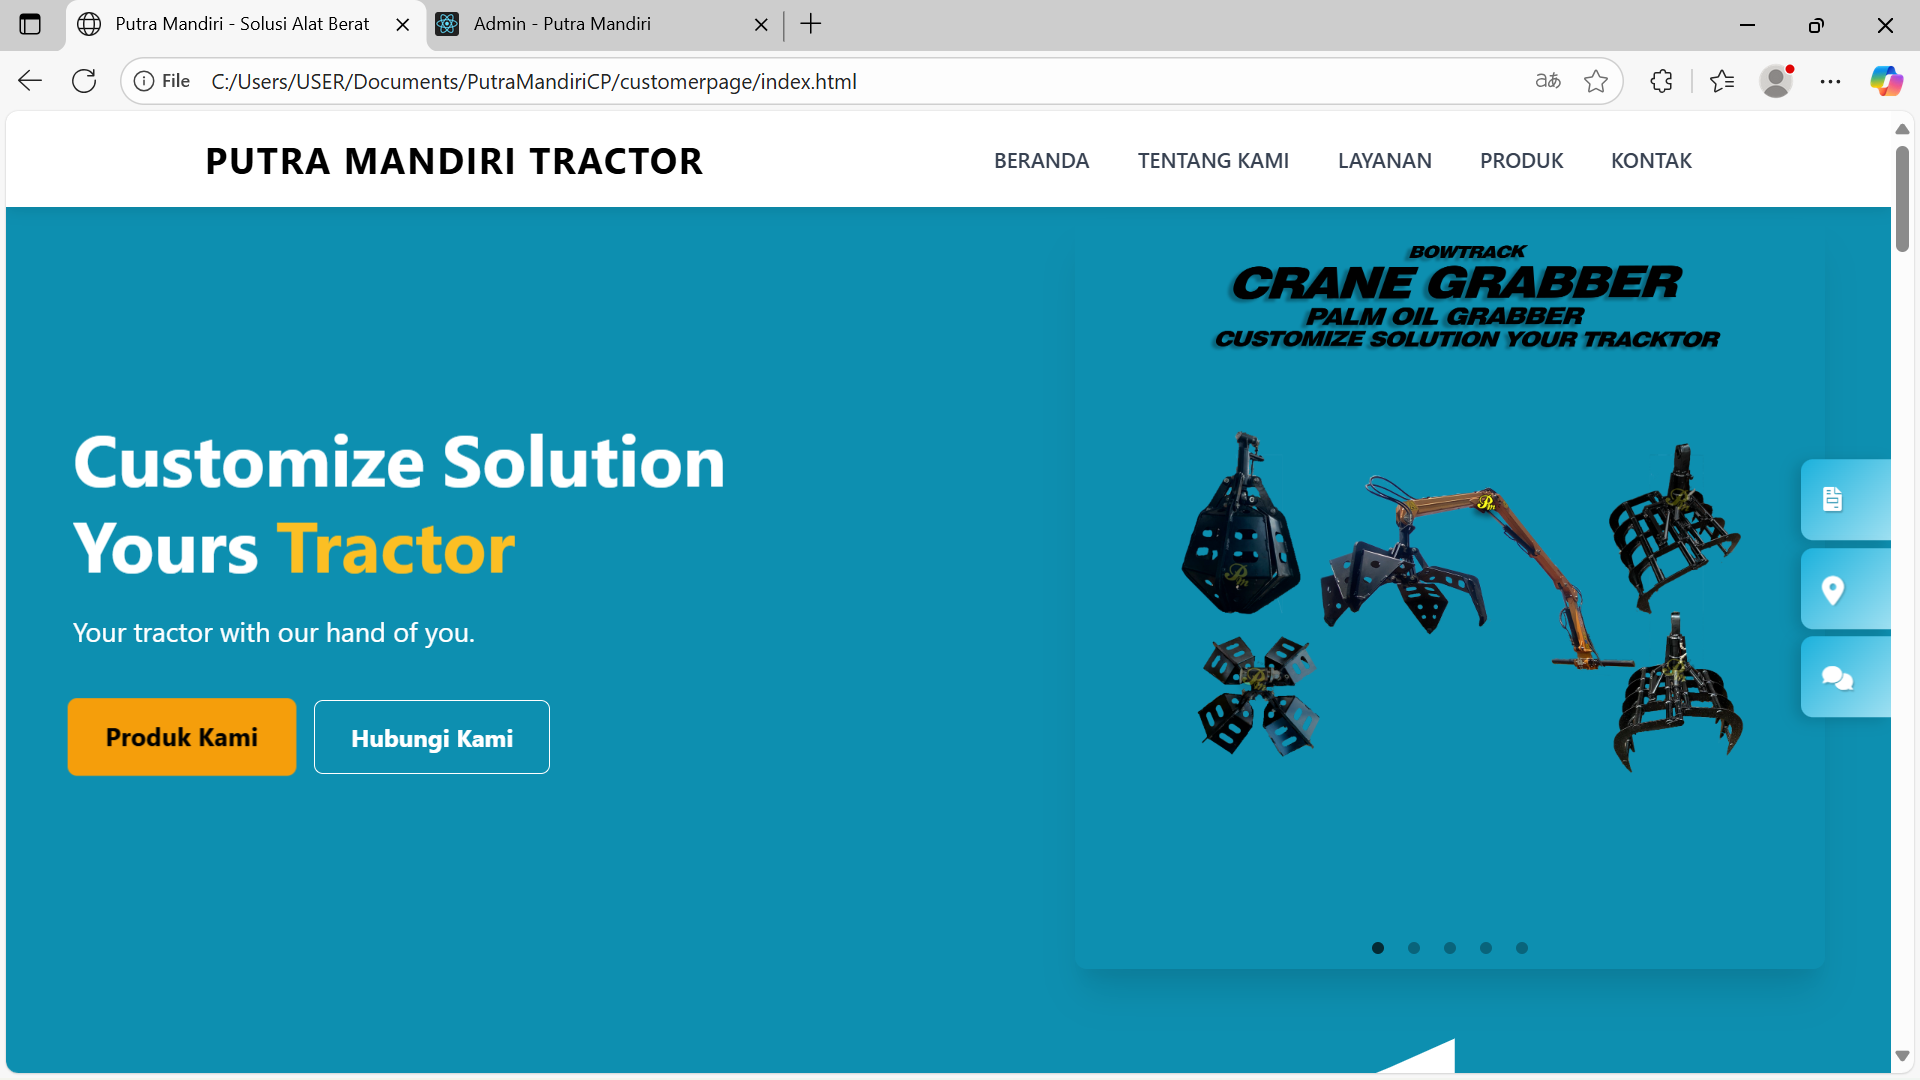 Putra Mandiri - Solusi Alat Berat
Admin - Putra Mandiri
File
C:/Users/USER/Documents/PutraMandiriCP/customerpage/index.html
aあ
PUTRA MANDIRI TRACTOR
BERANDA
TENTANG KAMI
LAYANAN
PRODUK
KONTAK
BOWTRACK
CRANE GRABBER
PALM OIL GRABBER
CUSTOMIZE SOLUTION YOUR TRACKTOR
Customize Solution
Yours Tractor
Your tractor with our hand of you.
Produk Kami
Hubungi Kami